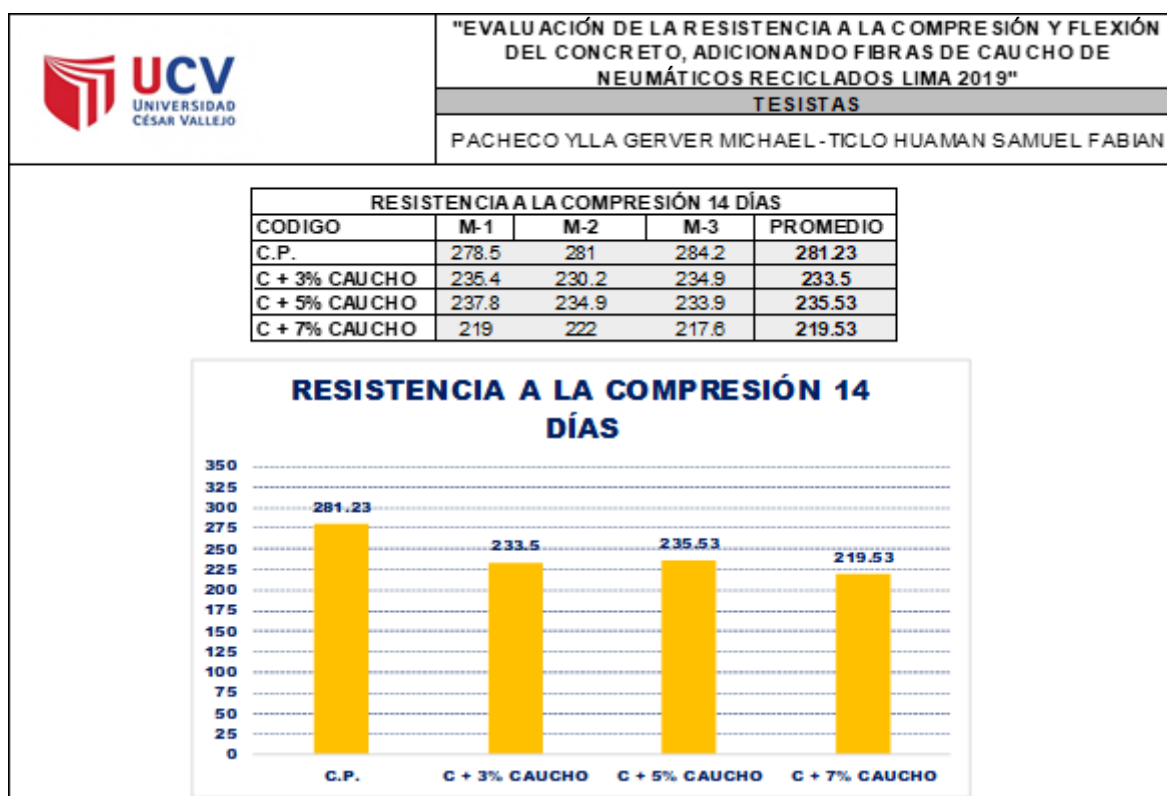 UCV
UNIVERSIDAD
CÉSAR VALLEJO
"EVALUACIÓN DE LA RESISTENCIA A LA COMPRESIÓN Y FLEXIÓN
DEL CONCRETO, ADICIONANDO FIBRAS DE CAUCHO DE
NEUMÁTICOS RECICLADOS LIMA 2019"
TESISTAS
PACHECO YLLA GERVER MICHAEL - TICLO HUAMAN SAMUEL FABIAN
RESISTENCIA A LA COMPRESIÓN 14 DÍAS
CODIGO M-1 M-2 M-3 PROMEDIO
C.P. 278.5 281 284.2 281.23
C + 3% CAUCHO 235.4 230.2 234.9 233.5
C + 5% CAUCHO 237.8 234.9 233.9 235.53
C + 7% CAUCHO 219 222 217.6 219.53
RESISTENCIA A LA COMPRESIÓN 14
DÍAS
350
325
300
275
250
225
200
175
150
125
100
75
50
25
0
281.23
233.5
235.53
219.53
C.P. C + 3% CAUCHO C + 5% CAUCHO C + 7% CAUCHO